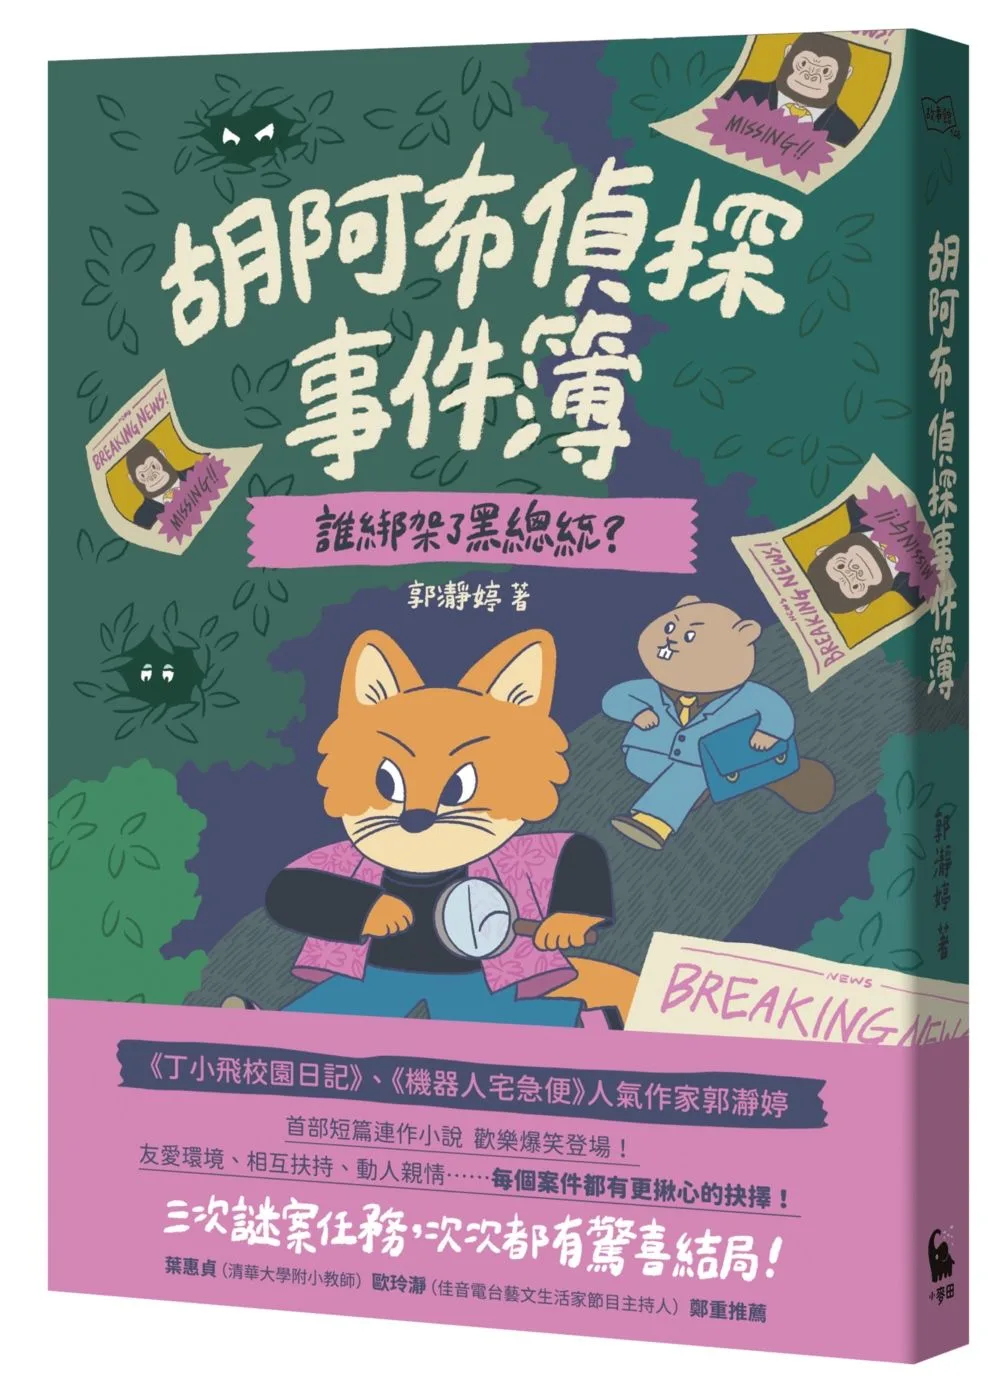 NEWS!
MISSING!!
胡阿布偵探
事件簿
BREAKING NEWS!
MISSING!!
誰綁架了黑總統?
郭瀞婷 著
MISSING!!
BREAKING NEWS!
NEWS
NEWS
BREAKING NEWS
《丁小飛校園日記》、《機器人宅急便》人氣作家郭瀞婷
首部短篇連作小說 歡樂爆笑登場!
友愛環境、相互扶持、動人親情……每個案件都有更揪心的抉擇!
三次謎案任務,次次都有驚喜結局!
葉惠貞(清華大學附小教師)歐玲瀞(佳音電台藝文生活家節目主持人)鄭重推薦
故事館
胡阿布偵探事件簿
郭瀞婷 著
小麥田